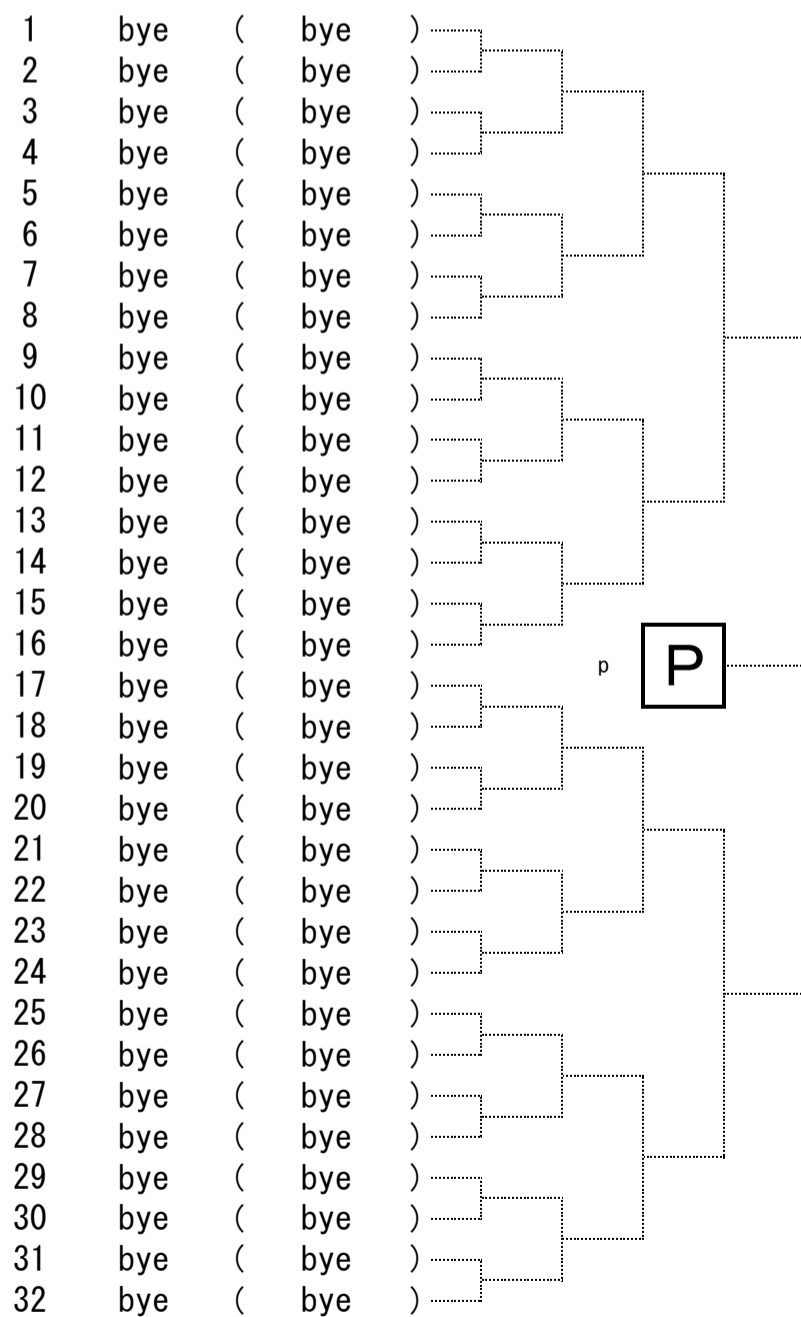 1 bye ( bye )
2 bye ( bye )
3 bye ( bye )
4 bye ( bye )
5 bye ( bye )
6 bye ( bye )
7 bye ( bye )
8 bye ( bye )
9 bye ( bye )
10 bye ( bye )
11 bye ( bye )
12 bye ( bye )
13 bye ( bye )
14 bye ( bye )
15 bye ( bye )
16 bye ( bye )
p P
17 bye ( bye )
18 bye ( bye )
19 bye ( bye )
20 bye ( bye )
21 bye ( bye )
22 bye ( bye )
23 bye ( bye )
24 bye ( bye )
25 bye ( bye )
26 bye ( bye )
27 bye ( bye )
28 bye ( bye )
29 bye ( bye )
30 bye ( bye )
31 bye ( bye )
32 bye ( bye )